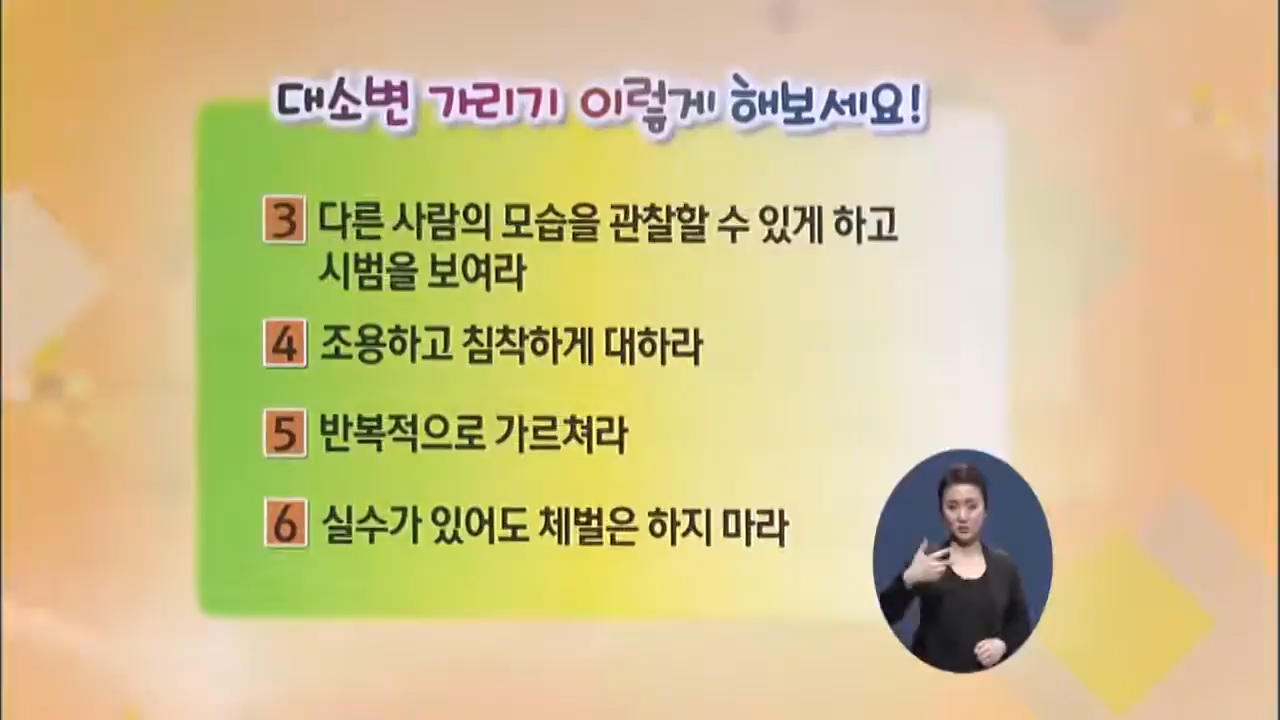 대소변 가리기 이렇게 해보세요!
3 다른 사람의 모습을 관찰할 수 있게 하고
시범을 보여라
4 조용하고 침착하게 대하라
5 반복적으로 가르쳐라
6 실수가 있어도 체벌은 하지 마라